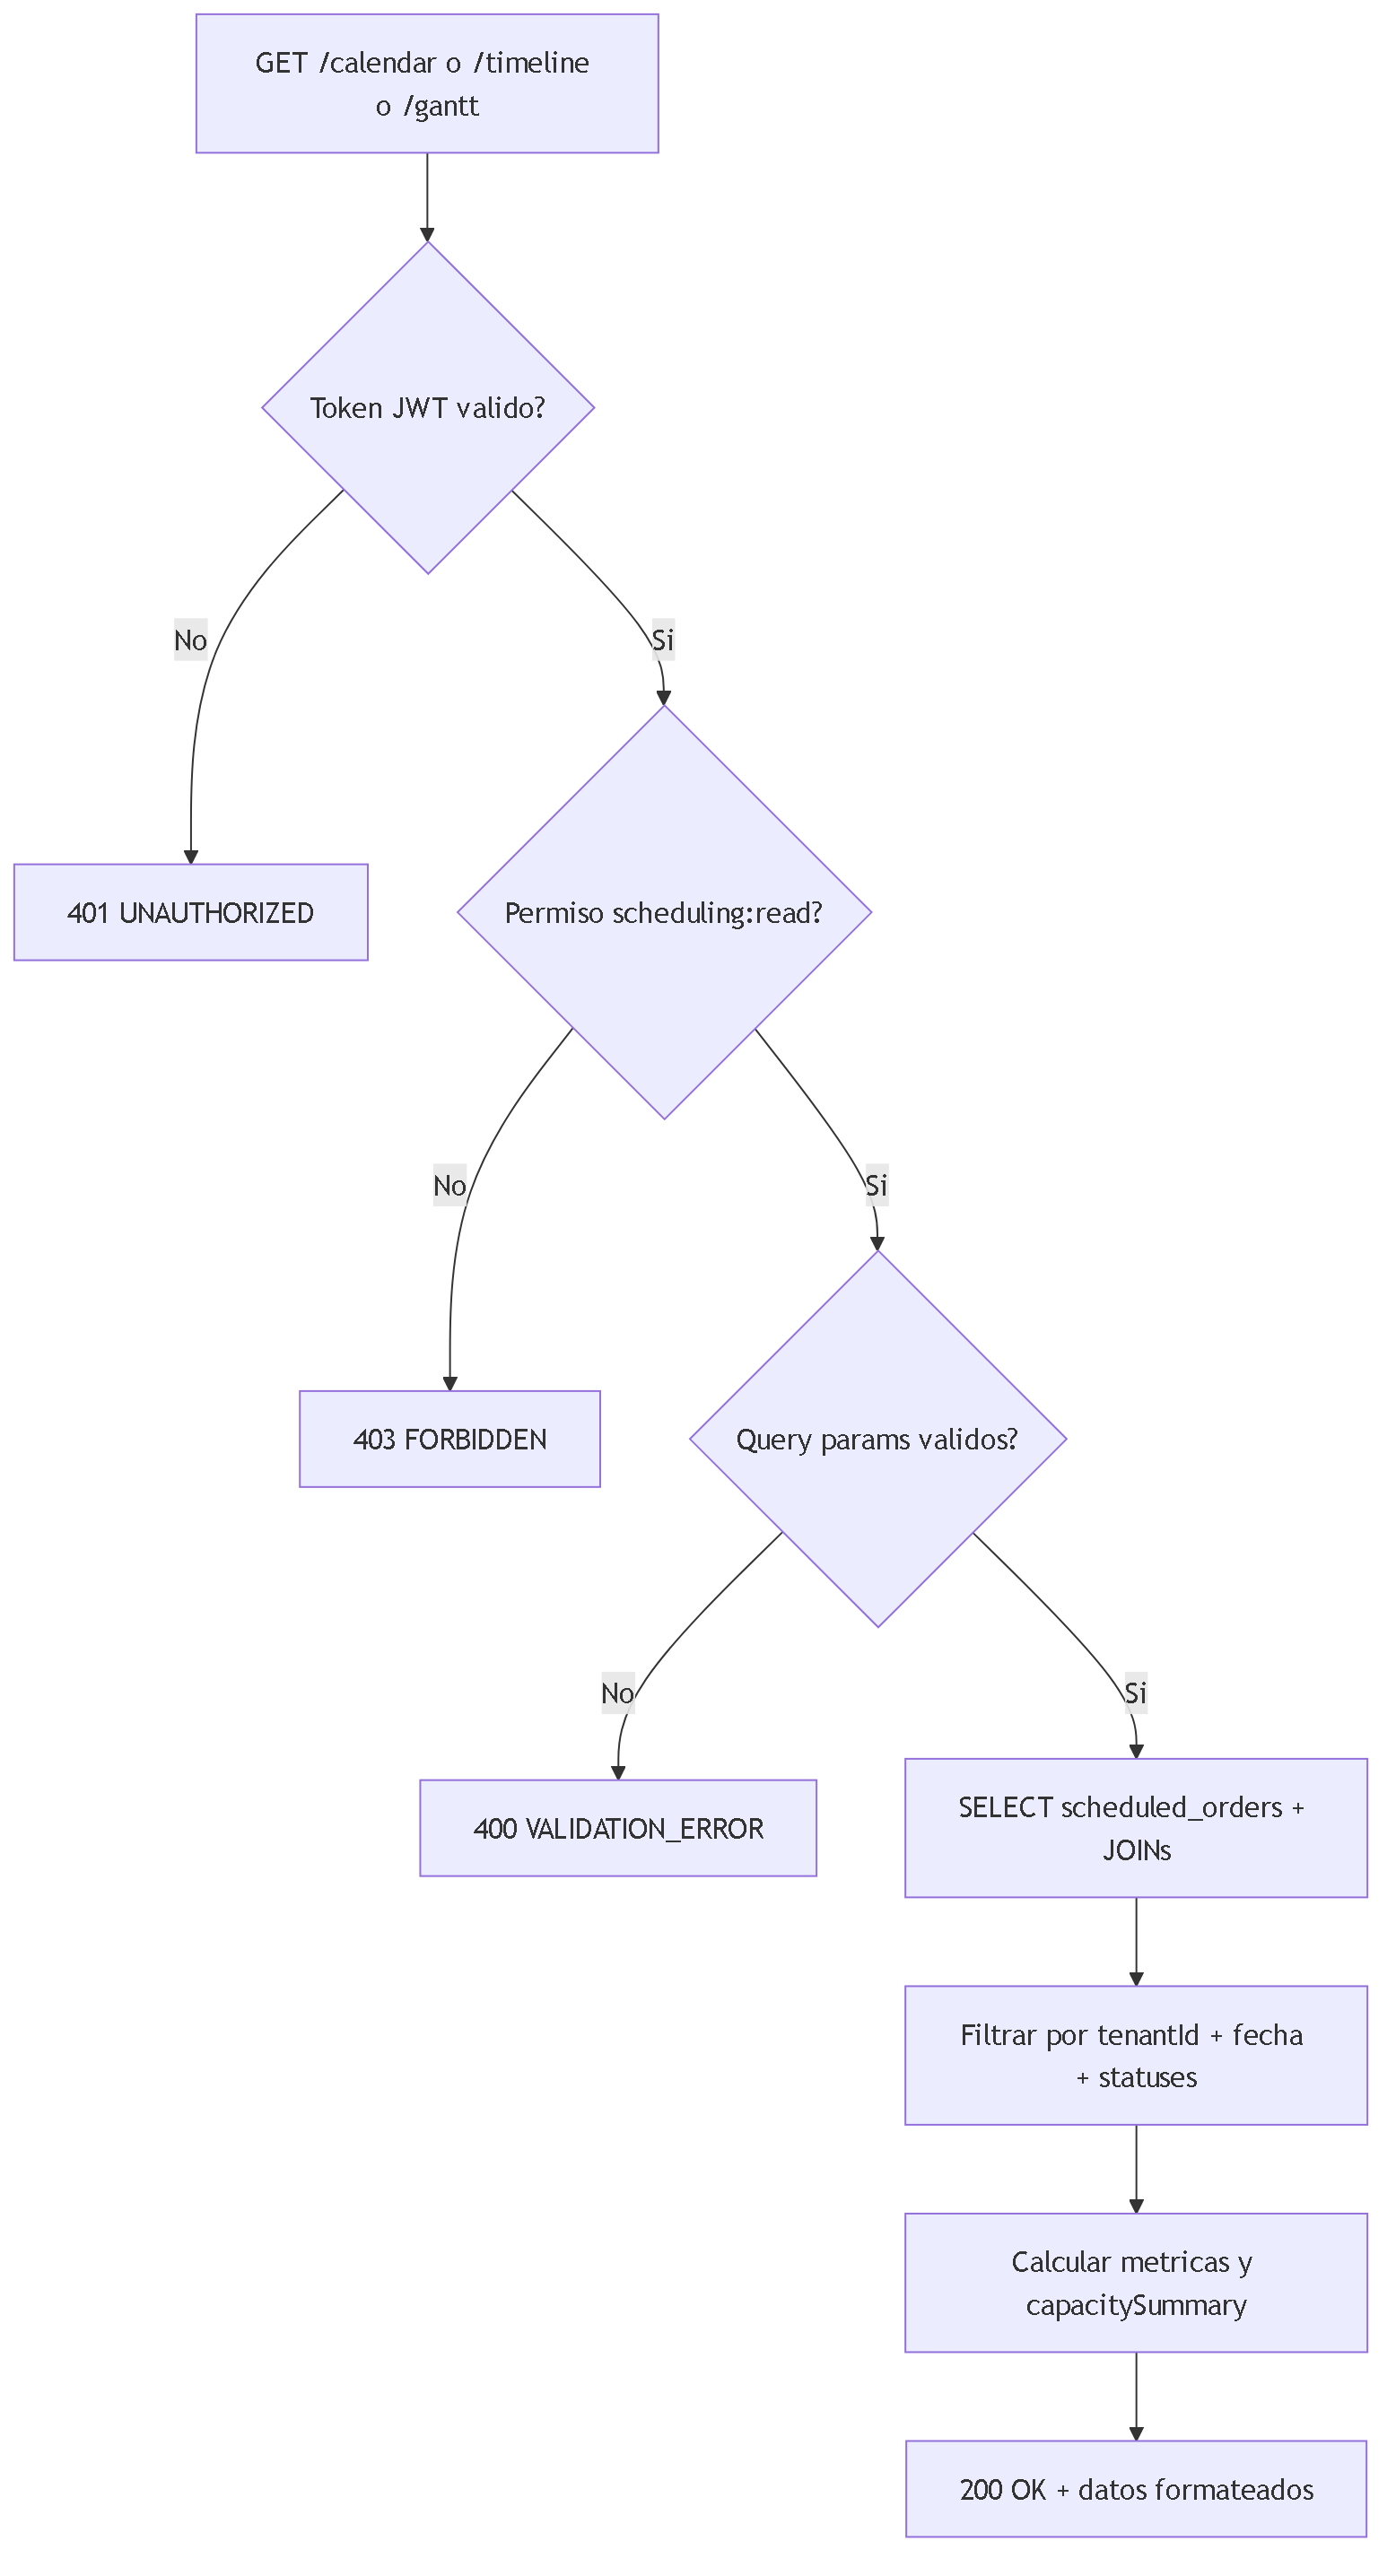 GET /calendar o /timeline
o /gantt
Token JWT valido?
No
Si
401 UNAUTHORIZED
Permiso scheduling:read?
No
Si
403 FORBIDDEN
Query params validos?
No
Si
400 VALIDATION_ERROR
SELECT scheduled_orders +
JOINs
Filtrar por tenantId + fecha
+ statuses
Calcular metricas y
capacitySummary
200 OK + datos formateados